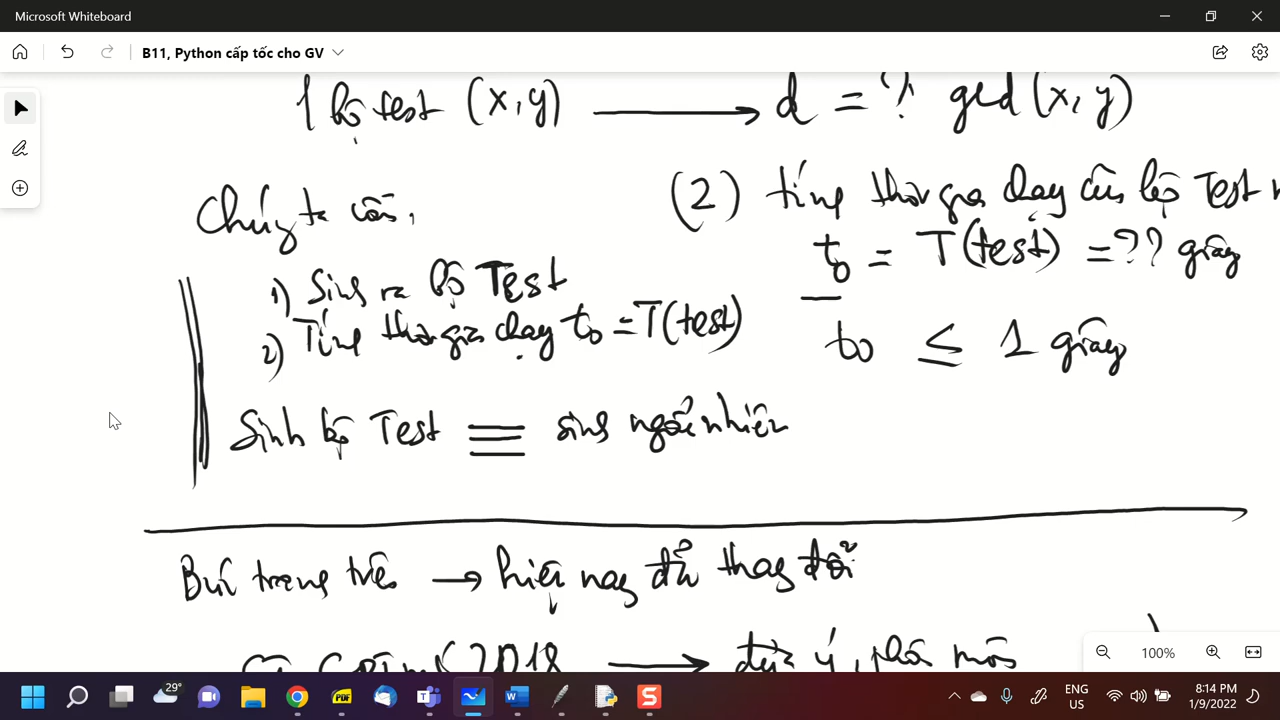 Microsoft Whiteboard
B11, Python cấp tốc cho GV
1 bộ test (x,y) → d = ? gcd(x,y)
Chúng ta cần,
1) Sinh ra bộ Test
2) Tính thời gian chạy t0 = T(test)
(2) tính thời gian chạy của bộ Test
t0 = T(test) = ?? giây
t0 ≤ 1 giây
Sinh bộ Test ≡ sinh ngẫu nhiên
Bức tranh trên → hiện nay đã thay đổi
2018 →
100%
29°
ENG
US
8:14 PM
1/9/2022